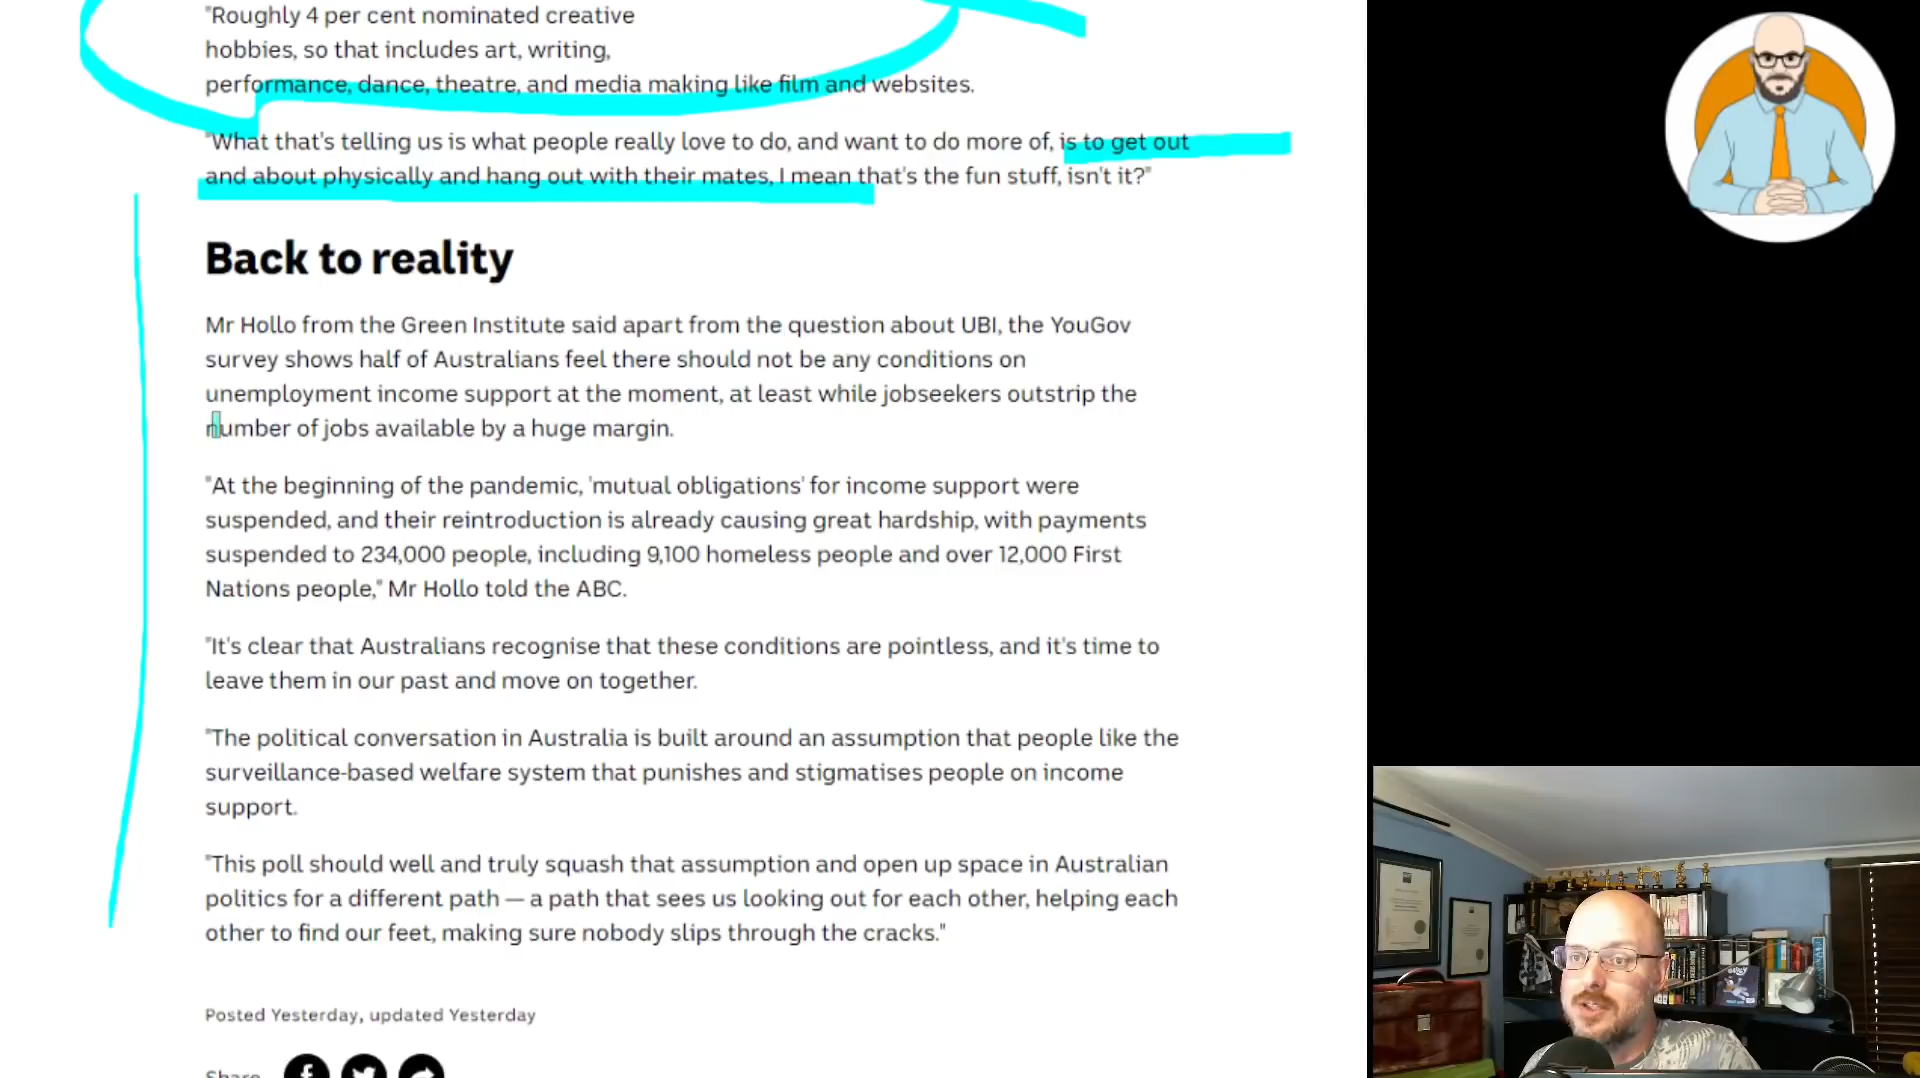 "Roughly 4 per cent nominated creative
hobbies, so that includes art, writing,
performance, dance, theatre, and media making like film and websites.
"What that's telling us is what people really love to do, and want to do more of, is to get out
and about physically and hang out with their mates, I mean that's the fun stuff, isn't it?"
Back to reality
Mr Hollo from the Green Institute said apart from the question about UBI, the YouGov
survey shows half of Australians feel there should not be any conditions on
unemployment income support at the moment, at least while jobseekers outstrip the
number of jobs available by a huge margin.
"At the beginning of the pandemic, 'mutual obligations' for income support were
suspended, and their reintroduction is already causing great hardship, with payments
suspended to 234,000 people, including 9,100 homeless people and over 12,000 First
Nations people," Mr Hollo told the ABC.
"It's clear that Australians recognise that these conditions are pointless, and it's time to
leave them in our past and move on together.
"The political conversation in Australia is built around an assumption that people like the
surveillance-based welfare system that punishes and stigmatises people on income
support.
"This poll should well and truly squash that assumption and open up space in Australian
politics for a different path — a path that sees us looking out for each other, helping each
other to find our feet, making sure nobody slips through the cracks."
Posted Yesterday, updated Yesterday
Share